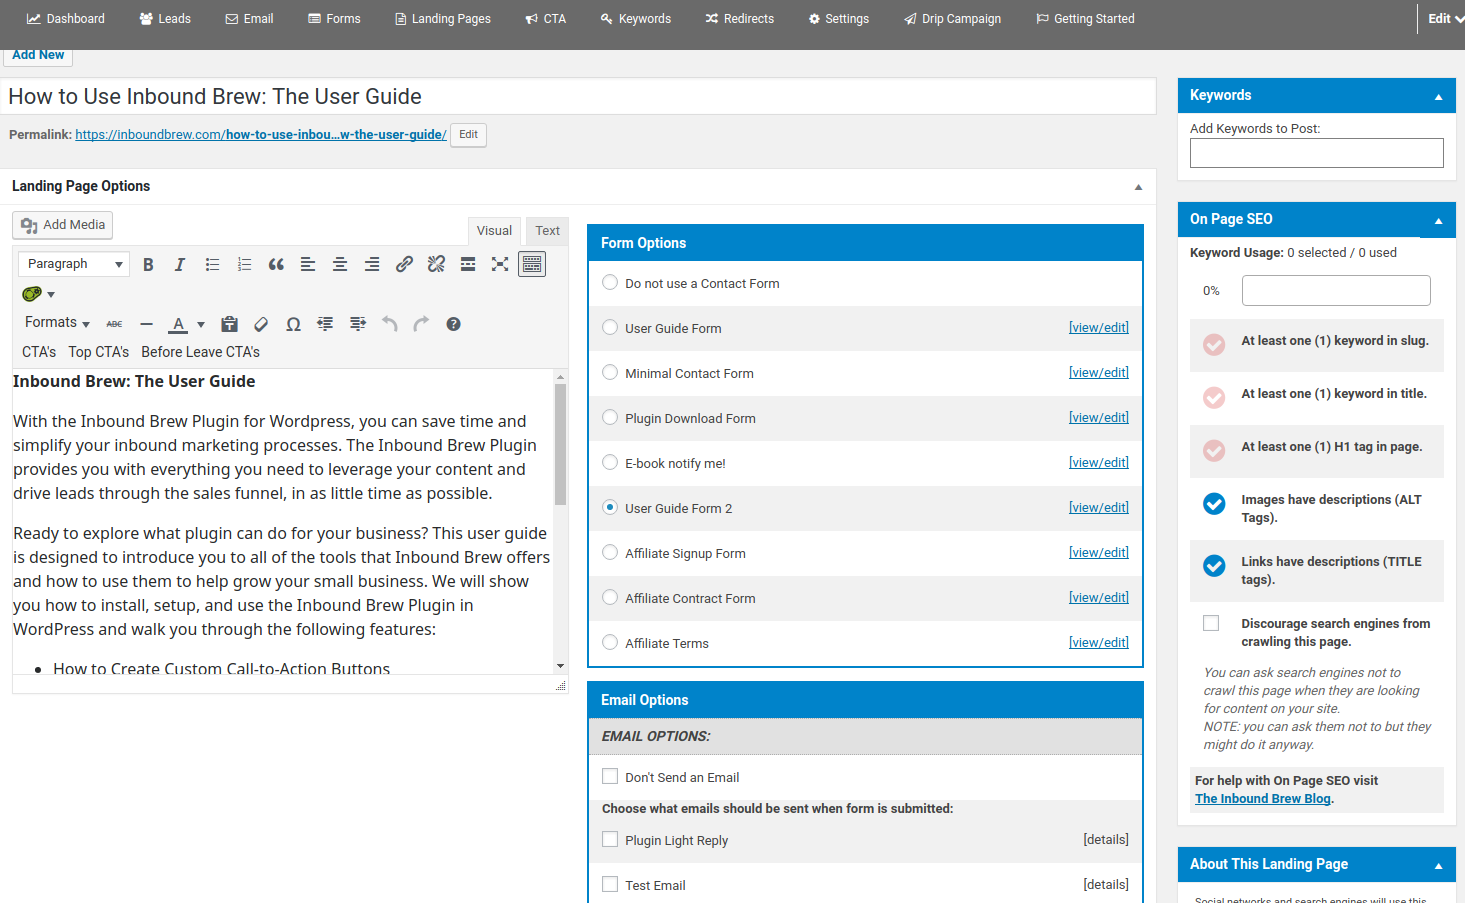 Dashboard Leads Email Forms Landing Pages CTA Keywords Redirects Settings Drip Campaign Getting Started Edit
Add New
How to Use Inbound Brew: The User Guide
Permalink: https://inboundbrew.com/how-to-use-inbou...w-the-user-guide/ Edit
Landing Page Options
Add Media
Visual Text
Paragraph
Formats ABC
CTA's Top CTA's Before Leave CTA's
Inbound Brew: The User Guide
With the Inbound Brew Plugin for Wordpress, you can save time and
simplify your inbound marketing processes. The Inbound Brew Plugin
provides you with everything you need to leverage your content and
drive leads through the sales funnel, in as little time as possible.
Ready to explore what plugin can do for your business? This user guide
is designed to introduce you to all of the tools that Inbound Brew offers
and how to use them to help grow your small business. We will show
you how to install, setup, and use the Inbound Brew Plugin in
WordPress and walk you through the following features:
• How to Create Custom Call-to-Action Buttons
Form Options
Do not use a Contact Form
User Guide Form [view/edit]
Minimal Contact Form [view/edit]
Plugin Download Form [view/edit]
E-book notify me! [view/edit]
User Guide Form 2 [view/edit]
Affiliate Signup Form [view/edit]
Affiliate Contract Form [view/edit]
Affiliate Terms [view/edit]
Email Options
EMAIL OPTIONS:
Don't Send an Email
Choose what emails should be sent when form is submitted:
Plugin Light Reply [details]
Test Email [details]
Keywords
Add Keywords to Post:
On Page SEO
Keyword Usage: 0 selected / 0 used
0%
At least one (1) keyword in slug.
At least one (1) keyword in title.
At least one (1) H1 tag in page.
Images have descriptions (ALT
Tags).
Links have descriptions (TITLE
tags).
Discourage search engines from
crawling this page.
You can ask search engines not to
crawl this page when they are looking
for content on your site.
NOTE: you can ask them not to but they
might do it anyway.
For help with On Page SEO visit
The Inbound Brew Blog.
About This Landing Page
Social networks and search engines will use this